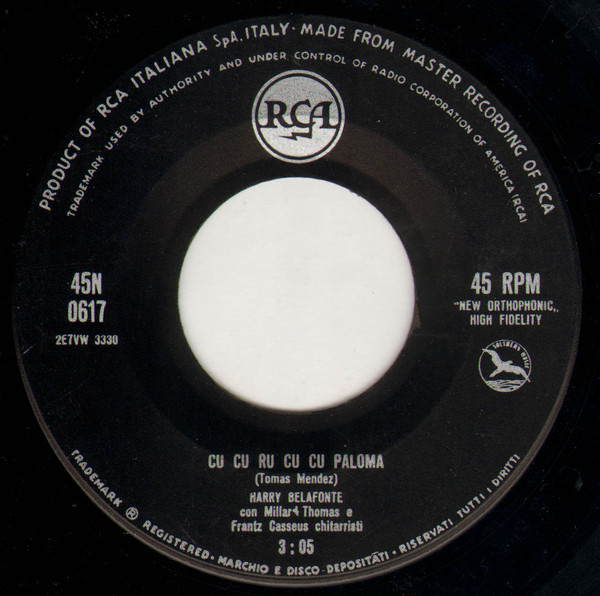 PRODUCT OF RCA ITALIANA SpA. ITALY · MADE FROM MASTER RECORDING OF RCA
TRADEMARK USED BY AUTHORITY AND UNDER CONTROL OF RADIO CORPORATION OF AMERICA (RCA)
RCA
45N
0617
2E7VW 3330
45 RPM
"NEW ORTHOPHONIC„
HIGH FIDELITY
SOUTHERN MUSIC
CU CU RU CU CU PALOMA
(Tomas Mendez)
HARRY BELAFONTE
con Millard Thomas e
Frantz Casseus chitarristi
3:05
TRADEMARK ® REGISTERED · MARCHIO E DISCO DEPOSITATI · RISERVATI TUTTI I DIRITTI